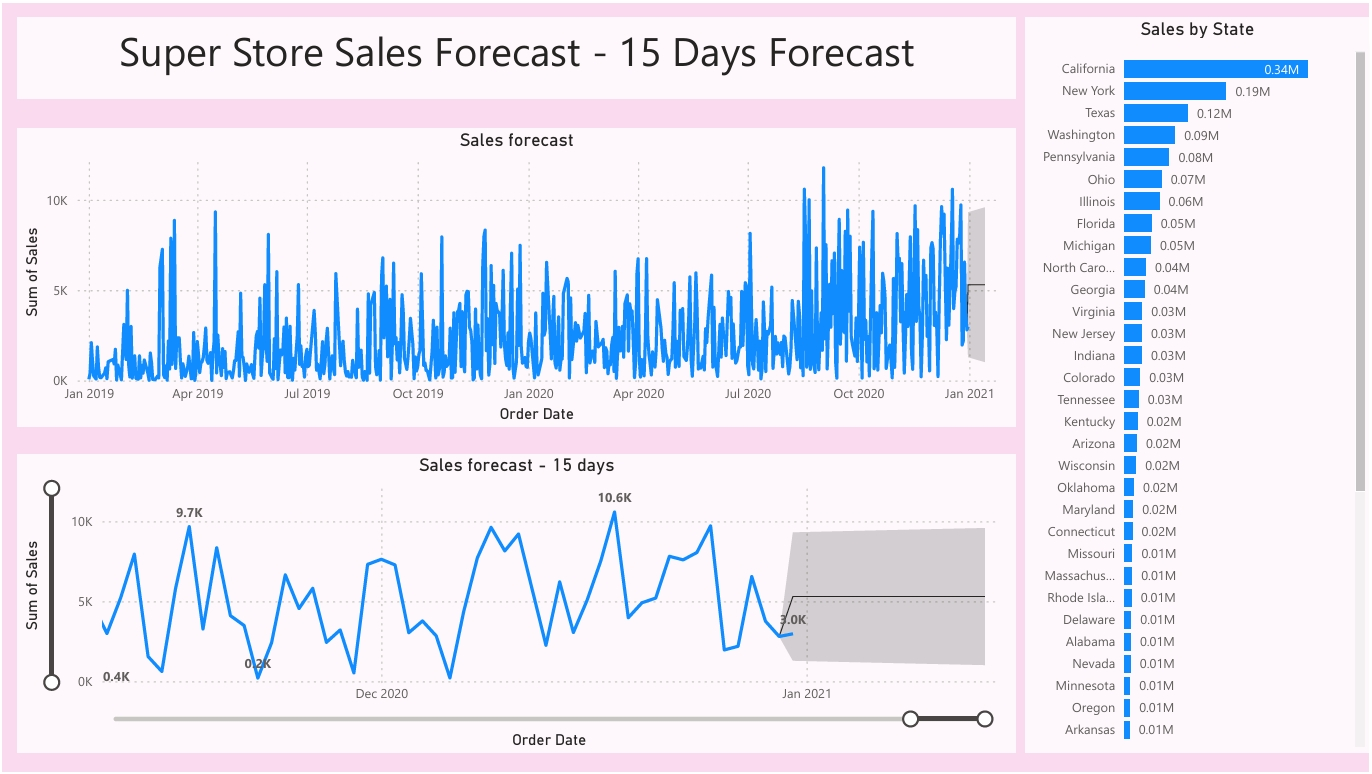 Super Store Sales Forecast - 15 Days Forecast
Sales forecast
Sum of Sales
10K
5K
0K
Jan 2019 Apr 2019 Jul 2019 Oct 2019 Jan 2020 Apr 2020 Jul 2020 Oct 2020 Jan 2021
Order Date
Sales forecast - 15 days
Sum of Sales
10K
5K
0K
9.7K
10.6K
3.0K
0.2K
0.4K
Dec 2020 Jan 2021
Order Date
Sales by State
California 0.34M
New York 0.19M
Texas 0.12M
Washington 0.09M
Pennsylvania 0.08M
Ohio 0.07M
Illinois 0.06M
Florida 0.05M
Michigan 0.05M
North Caro... 0.04M
Georgia 0.04M
Virginia 0.03M
New Jersey 0.03M
Indiana 0.03M
Colorado 0.03M
Tennessee 0.03M
Kentucky 0.02M
Arizona 0.02M
Wisconsin 0.02M
Oklahoma 0.02M
Maryland 0.02M
Connecticut 0.02M
Missouri 0.01M
Massachus... 0.01M
Rhode Isla... 0.01M
Delaware 0.01M
Alabama 0.01M
Nevada 0.01M
Minnesota 0.01M
Oregon 0.01M
Arkansas 0.01M